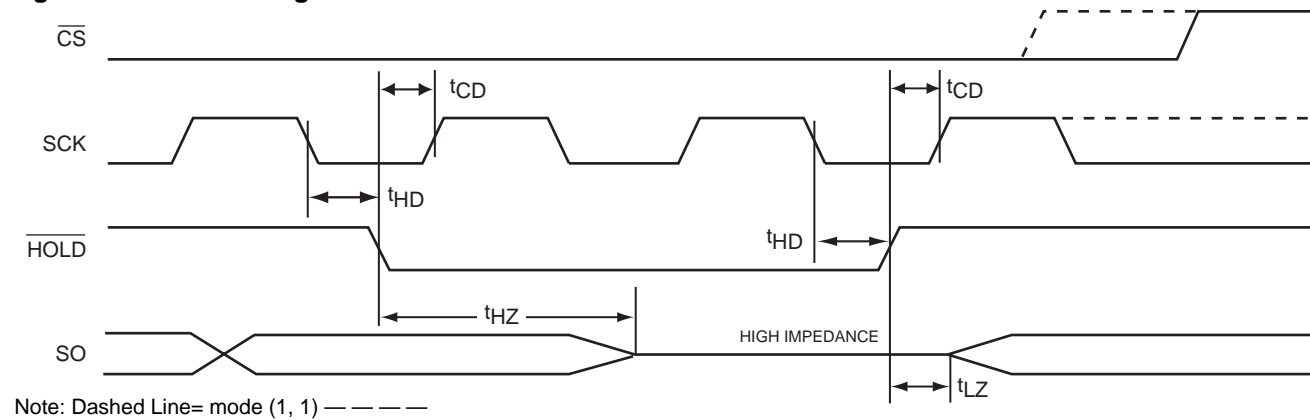 CS
tCD
tCD
SCK
tHD
HOLD
tHD
tHZ
HIGH IMPEDANCE
SO
tLZ
Note: Dashed Line= mode (1, 1) — — — —